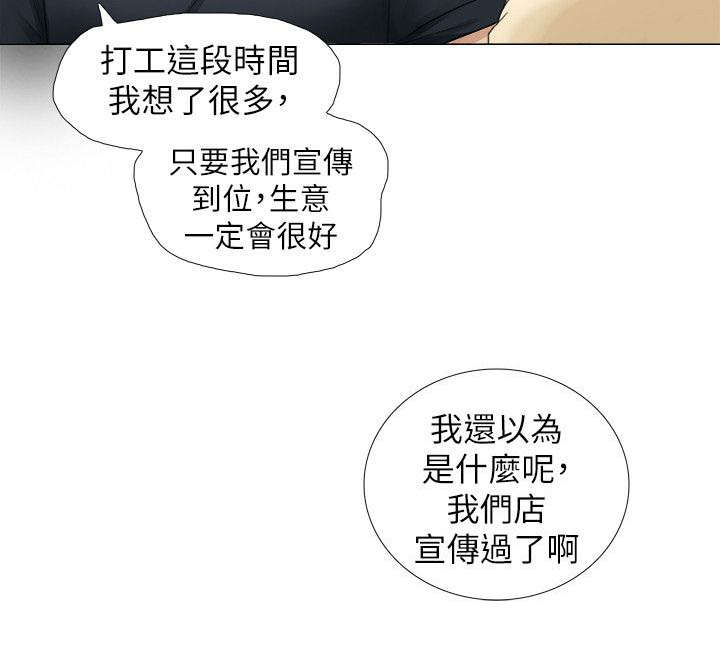 打工這段時間
我想了很多，
只要我們宣傳
到位，生意
一定會很好
我還以為
是什麼呢，
我們店
宣傳過了啊